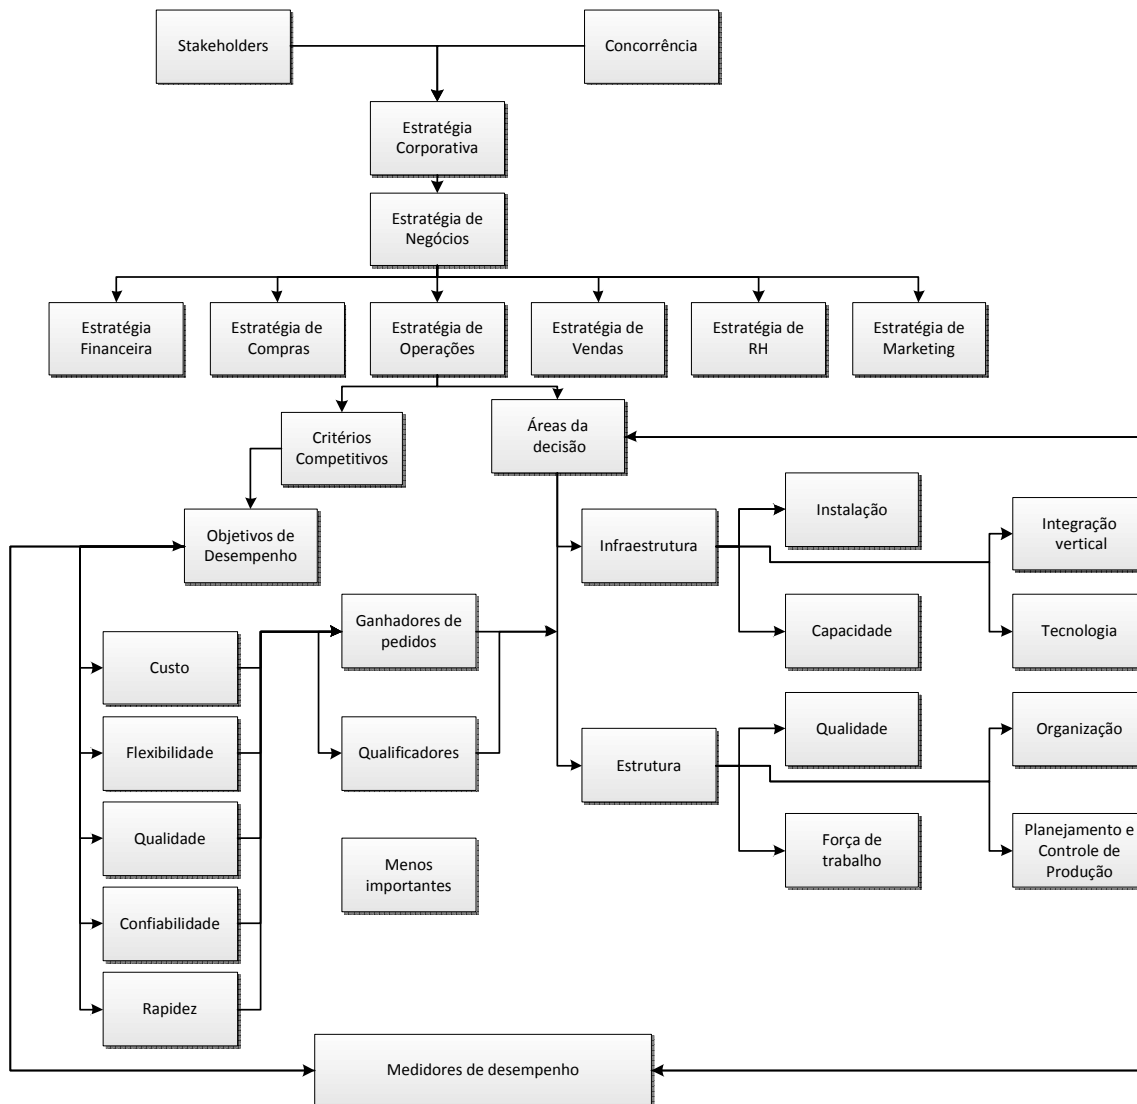 Stakeholders
Concorrência
Estratégia
Corporativa
Estratégia de
Negócios
Estratégia
Financeira
Estratégia de
Compras
Estratégia de
Operações
Estratégia de
Vendas
Estratégia de
RH
Estratégia de
Marketing
Critérios
Competitivos
Áreas da
decisão
Objetivos de
Desempenho
Infraestrutura
Instalação
Integração
vertical
Capacidade
Tecnologia
Ganhadores de
pedidos
Custo
Flexibilidade
Qualificadores
Estrutura
Qualidade
Organização
Qualidade
Menos
importantes
Força de
trabalho
Planejamento e
Controle de
Produção
Confiabilidade
Rapidez
Medidores de desempenho